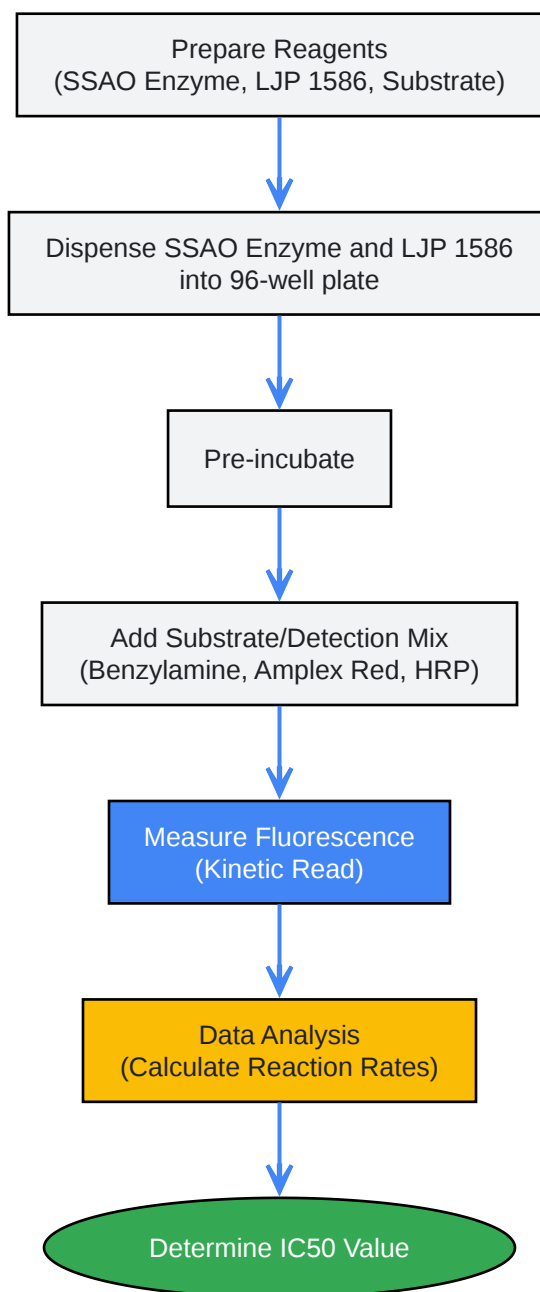 Prepare Reagents
(SSAO Enzyme, LJP 1586, Substrate)
Dispense SSAO Enzyme and LJP 1586
into 96-well plate
Pre-incubate
Add Substrate/Detection Mix
(Benzylamine, Amplex Red, HRP)
Measure Fluorescence
(Kinetic Read)
Data Analysis
(Calculate Reaction Rates)
Determine IC50 Value